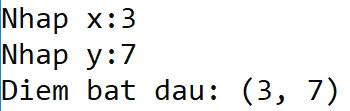 Nhap x:3
Nhap y:7
Diem bat dau: (3, 7)